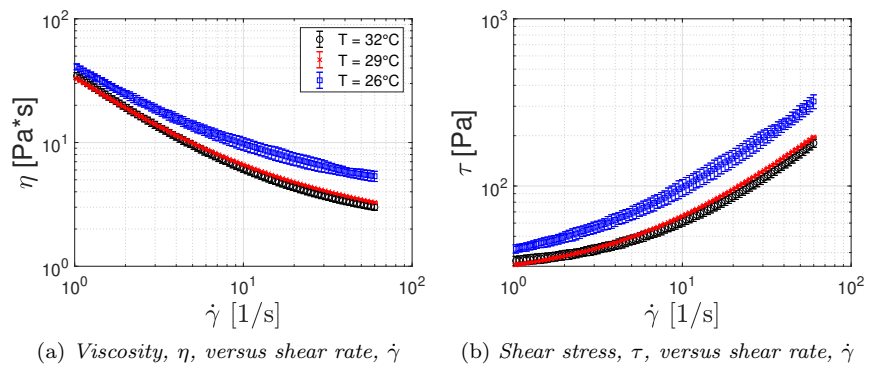 10²
10¹
10⁰
η [Pa*s]
T = 32°C
T = 29°C
T = 26°C
10⁰ 10¹ 10²
γ̇ [1/s]
(a) Viscosity, η, versus shear rate, γ̇
10³
10²
τ [Pa]
10⁰ 10¹ 10²
γ̇ [1/s]
(b) Shear stress, τ, versus shear rate, γ̇